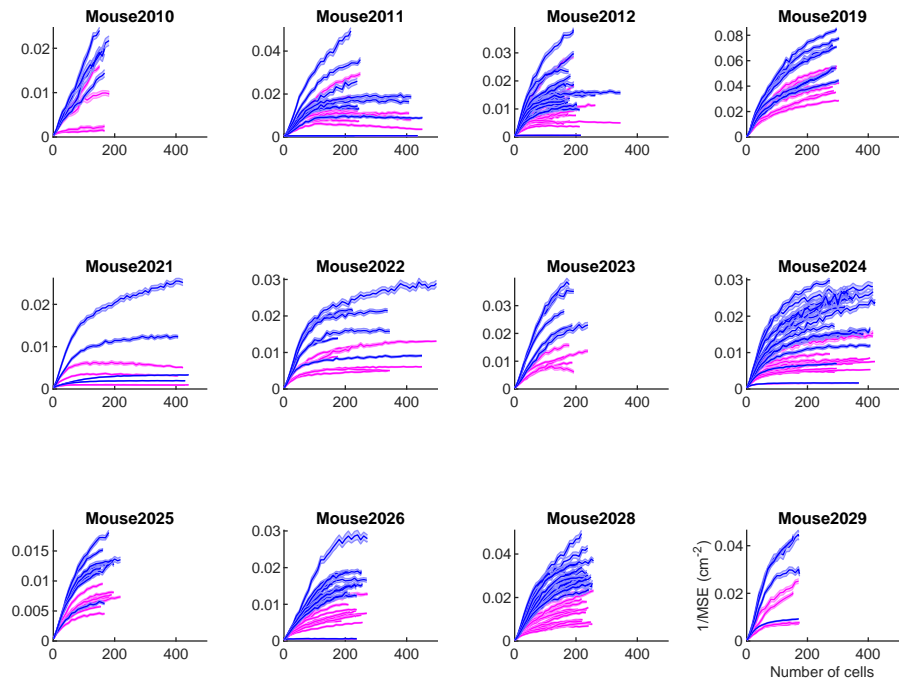 Mouse2010 Mouse2011 Mouse2012 Mouse2019
0.02 0.01 0
0.04 0.02 0
0.03 0.02 0.01 0
0.08 0.06 0.04 0.02 0
0 200 400 0 200 400 0 200 400 0 200 400
Mouse2021 Mouse2022 Mouse2023 Mouse2024
0.02 0.01 0
0.03 0.02 0.01 0
0.03 0.02 0.01 0
0.03 0.02 0.01 0
0 200 400 0 200 400 0 200 400 0 200 400
Mouse2025 Mouse2026 Mouse2028 Mouse2029
0.015 0.01 0.005 0
0.03 0.02 0.01 0
0.04 0.02 0
1/MSE (cm⁻²)
0.04 0.02 0
0 200 400 0 200 400 0 200 400 0 200 400
Number of cells